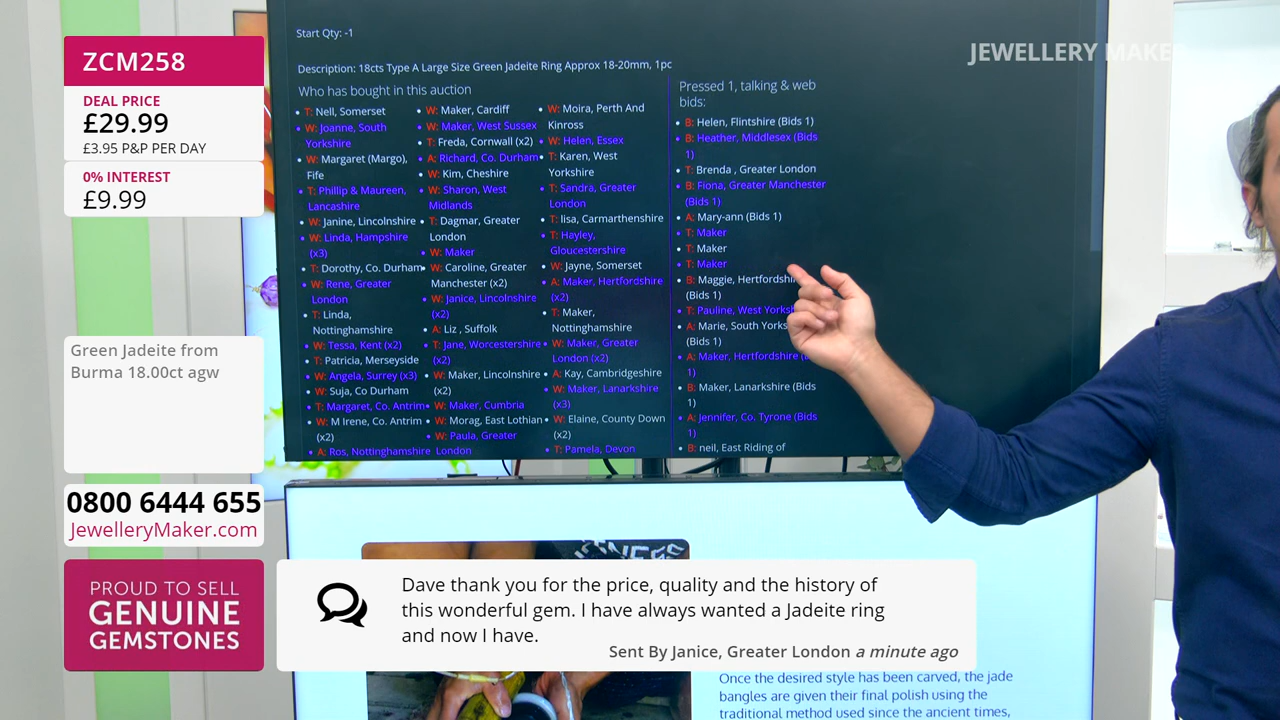 ZCM258
DEAL PRICE
£29.99
£3.95 P&P PER DAY
0% INTEREST
£9.99
Green Jadeite from
Burma 18.00ct agw
0800 6444 655
JewelleryMaker.com
PROUD TO SELL
GENUINE
GEMSTONES
JEWELLERY MAKER
Start Qty: -1
Description: 18cts Type A Large Size Green Jadeite Ring Approx 18-20mm, 1pc
Who has bought in this auction
T: Nell, Somerset
W: Joanne, South
Yorkshire
W: Margaret (Margo),
Fife
T: Phillip & Maureen,
Lancashire
W: Janine, Lincolnshire
W: Linda, Hampshire
(x3)
T: Dorothy, Co. Durham
W: Rene, Greater
London
T: Linda,
Nottinghamshire
W: Tessa, Kent (x2)
T: Patricia, Merseyside
W: Angela, Surrey (x3)
W: Suja, Co Durham
T: Margaret, Co. Antrim
W: M Irene, Co. Antrim
(x2)
A: Ros, Nottinghamshire
W: Maker, Cardiff
W: Maker, West Sussex
T: Freda, Cornwall (x2)
A: Richard, Co. Durham
W: Kim, Cheshire
W: Sharon, West
Midlands
T: Dagmar, Greater
London
W: Maker
W: Caroline, Greater
Manchester (x2)
W: Janice, Lincolnshire
(x2)
A: Liz , Suffolk
T: Jane, Worcestershire
(x2)
W: Maker, Lincolnshire
(x2)
W: Maker, Cumbria
W: Morag, East Lothian
W: Paula, Greater
London
W: Moira, Perth And
Kinross
W: Helen, Essex
T: Karen, West
Yorkshire
T: Sandra, Greater
London
T: lisa, Carmarthenshire
T: Hayley,
Gloucestershire
W: Jayne, Somerset
A: Maker, Hertfordshire
(x2)
T: Maker,
Nottinghamshire
W: Maker, Greater
London (x2)
A: Kay, Cambridgeshire
W: Maker, Lanarkshire
(x3)
W: Elaine, County Down
(x2)
T: Pamela, Devon
Pressed 1, talking & web
bids:
B: Helen, Flintshire (Bids 1)
B: Heather, Middlesex (Bids
1)
T: Brenda , Greater London
B: Fiona, Greater Manchester
(Bids 1)
A: Mary-ann (Bids 1)
T: Maker
T: Maker
T: Maker
B: Maggie, Hertfordshi
(Bids 1)
T: Pauline, West Yorks
A: Marie, South Yorks
(Bids 1)
A: Maker, Hertfordshire
1)
B: Maker, Lanarkshire (Bids
1)
A: Jennifer, Co. Tyrone (Bids
1)
B: neil, East Riding of
Dave thank you for the price, quality and the history of
this wonderful gem. I have always wanted a Jadeite ring
and now I have.
Sent By Janice, Greater London a minute ago
Once the desired style has been carved, the jade
bangles are given their final polish using the
traditional method used since the ancient times,